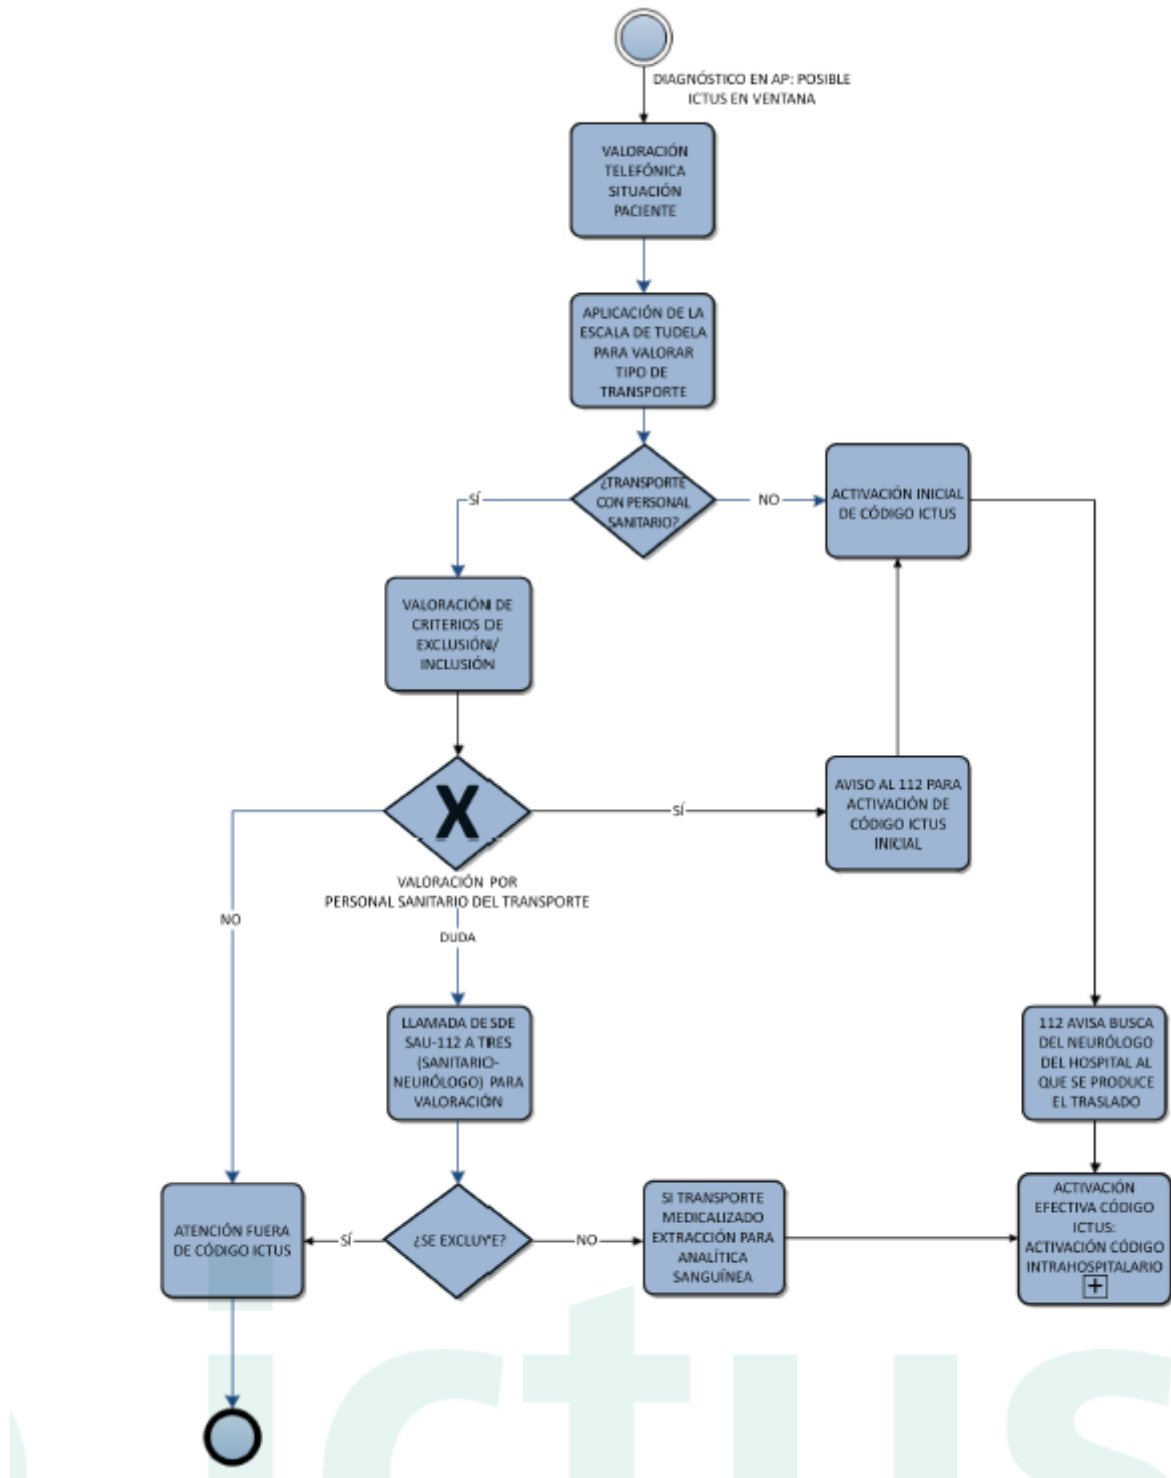 DIAGNÓSTICO EN AP: POSIBLE
ICTUS EN VENTANA
VALORACIÓN
TELEFÓNICA
SITUACIÓN
PACIENTE
APLICACIÓN DE LA
ESCALA DE TUDELA
PARA VALORAR
TIPO DE
TRANSPORTE
¿TRANSPORTE
CON PERSONAL
SANITARIO?
SÍ
NO
ACTIVACIÓN INICIAL
DE CÓDIGO ICTUS
VALORACIÓN DE
CRITERIOS DE
EXCLUSIÓN/
INCLUSIÓN
X
SÍ
AVISO AL 112 PARA
ACTIVACIÓN DE
CÓDIGO ICTUS
INICIAL
VALORACIÓN POR
PERSONAL SANITARIO DEL TRANSPORTE
NO
DUDA
LLAMADA DESDE
SAU-112 A TIRES
(SANITARIO-
NEURÓLOGO) PARA
VALORACIÓN
112 AVISA BUSCA
DEL NEURÓLOGO
DEL HOSPITAL AL
QUE SE PRODUCE
EL TRASLADO
ATENCIÓN FUERA
DE CÓDIGO ICTUS
SÍ
¿SE EXCLUYE?
NO
SI TRANSPORTE
MEDICALIZADO
EXTRACCIÓN PARA
ANALÍTICA
SANGUÍNEA
ACTIVACIÓN
EFECTIVA CÓDIGO
ICTUS:
ACTIVACIÓN CÓDIGO
INTRAHOSPITALARIO
+
ictus